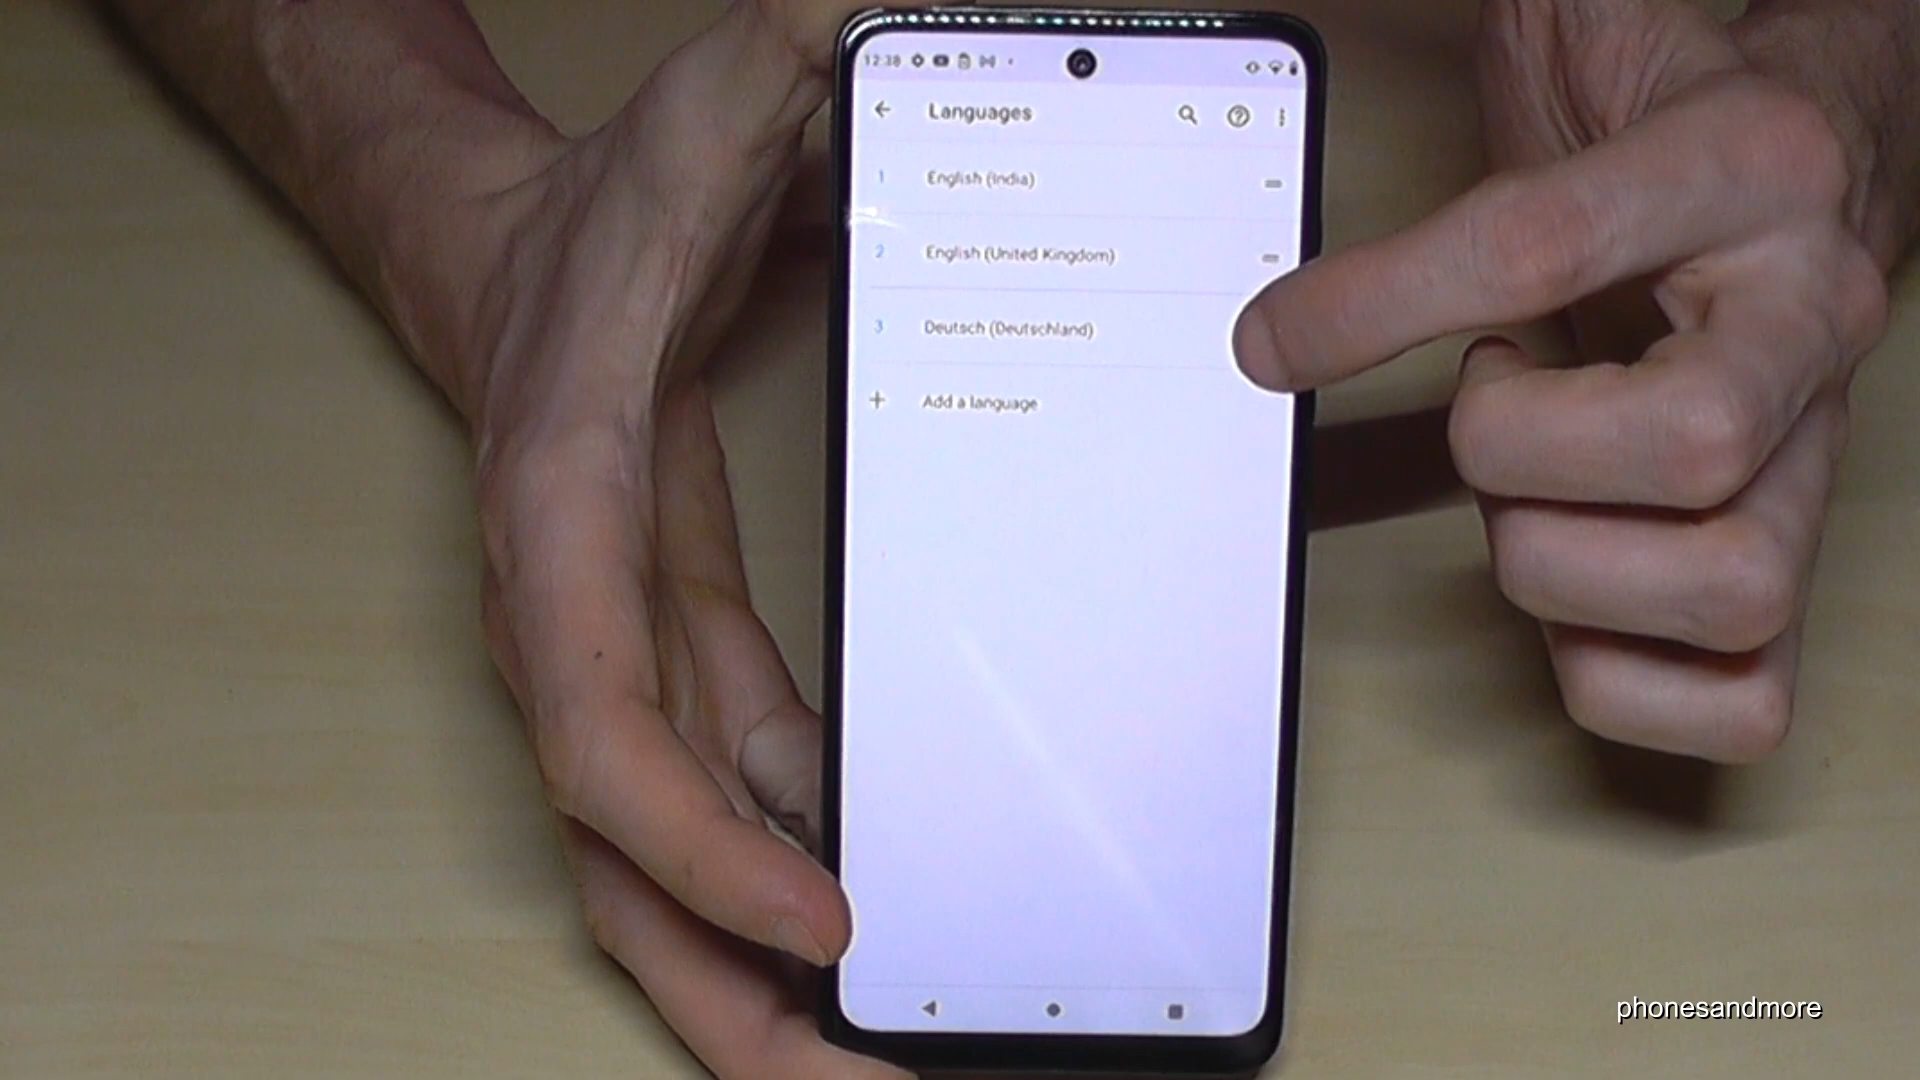 12:38
Languages
1 English (India)
2 English (United Kingdom)
3 Deutsch (Deutschland)
+ Add a language
phonesandmore